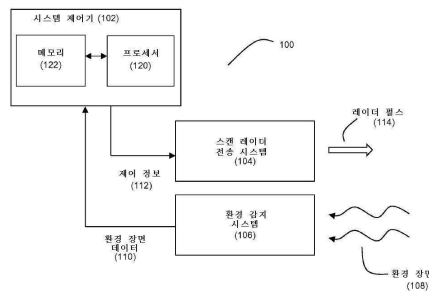 시스템 제어기 (102)
메모리
(122)
프로세서
(120)
100
레이더 펄스
(114)
스캔 레이더
전송 시스템
(104)
제어 정보
(112)
환경 감지
시스템
(106)
환경 장면
데이터
(110)
환경 장면
(108)